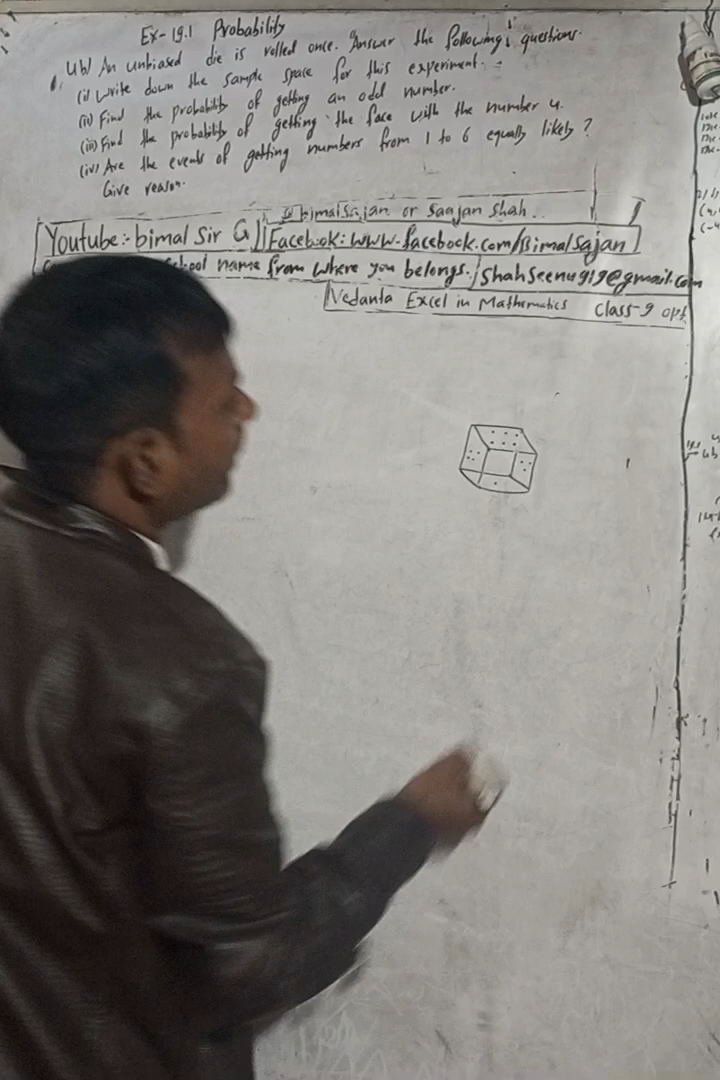 Ex-19.1 Probability
4b) An unbiased die is rolled once. Answer the following questions.
(i) Write down the sample space for this experiment.
(ii) Find the probability of getting an odd number.
(iii) Find the probability of getting the face with the number 4.
(iv) Are the events of getting numbers from 1 to 6 equally likely?
Give reason.
bimalsajan or Saajan Shah.
Youtube:- bimal Sir G
Facebook: www.facebook.com/Bimalsajan
School name from where you belongs.
Shahseenu919@gmail.com
Vedanta Excel in Mathematics Class-9 opt